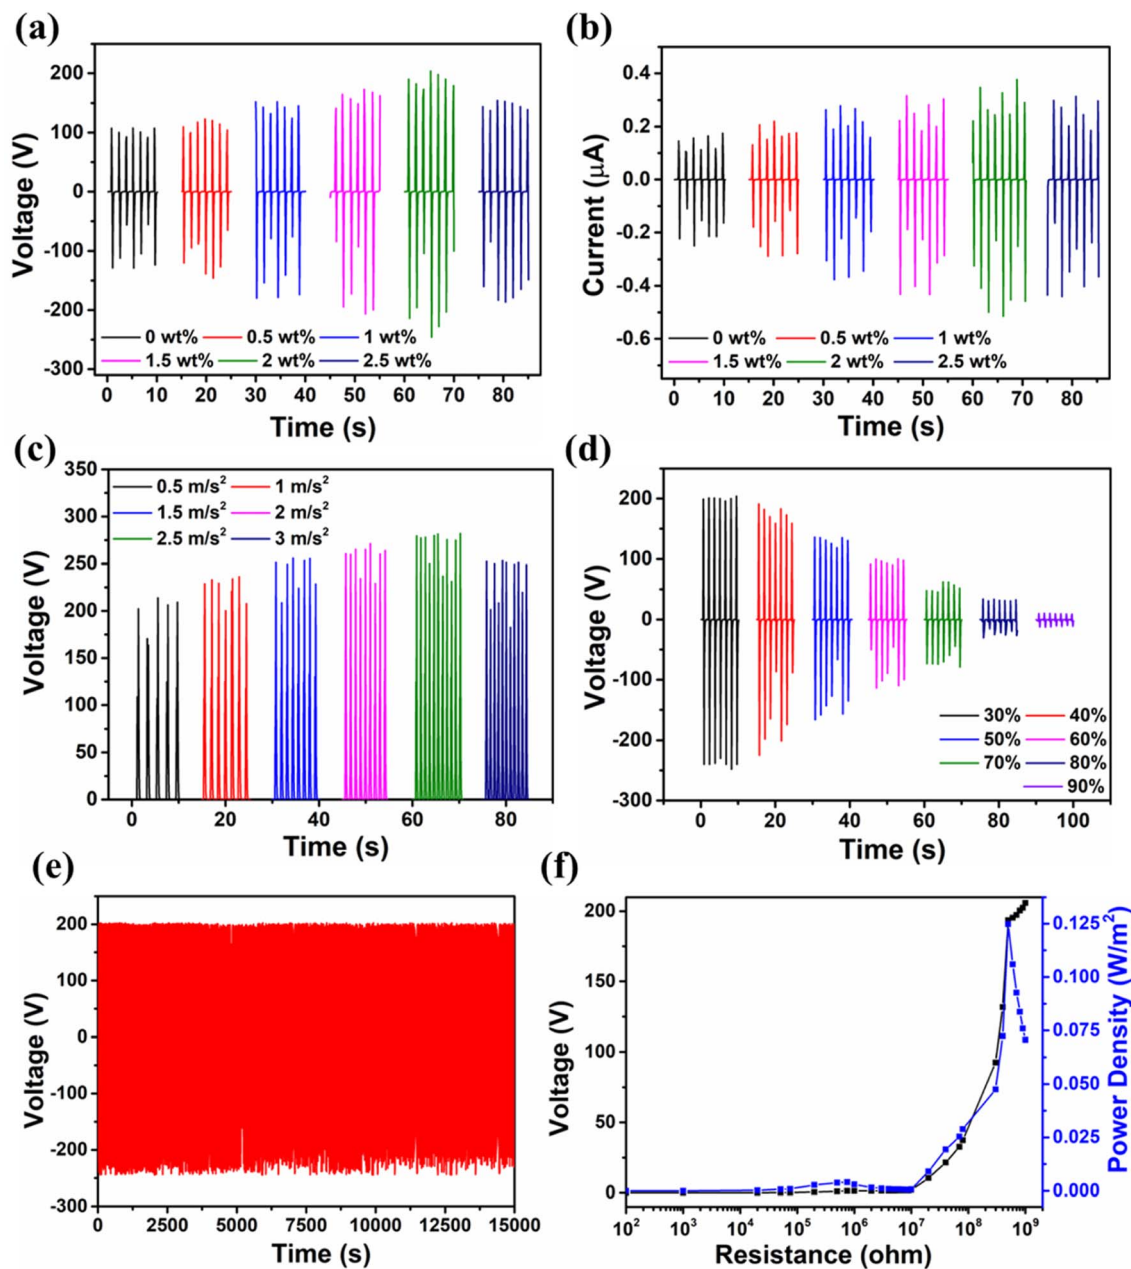 (a)
Voltage (V)
200
100
0
-100
-200
-300
0 wt% 0.5 wt% 1 wt%
1.5 wt% 2 wt% 2.5 wt%
0 10 20 30 40 50 60 70 80
Time (s)
(b)
Current (μA)
0.4
0.2
0.0
-0.2
-0.4
-0.6
0 wt% 0.5 wt% 1 wt%
1.5 wt% 2 wt% 2.5 wt%
0 10 20 30 40 50 60 70 80
Time (s)
(c)
Voltage (V)
350
300
250
200
150
100
50
0
0.5 m/s² 1 m/s²
1.5 m/s² 2 m/s²
2.5 m/s² 3 m/s²
0 20 40 60 80
Time (s)
(d)
Voltage (V)
200
100
0
-100
-200
-300
30% 40%
50% 60%
70% 80%
90%
0 20 40 60 80 100
Time (s)
(e)
Voltage (V)
200
100
0
-100
-200
-300
0 2500 5000 7500 10000 12500 15000
Time (s)
(f)
Voltage (V)
200
150
100
50
0
Power Density (W/m²)
0.125
0.100
0.075
0.050
0.025
0.000
10² 10³ 10⁴ 10⁵ 10⁶ 10⁷ 10⁸ 10⁹
Resistance (ohm)